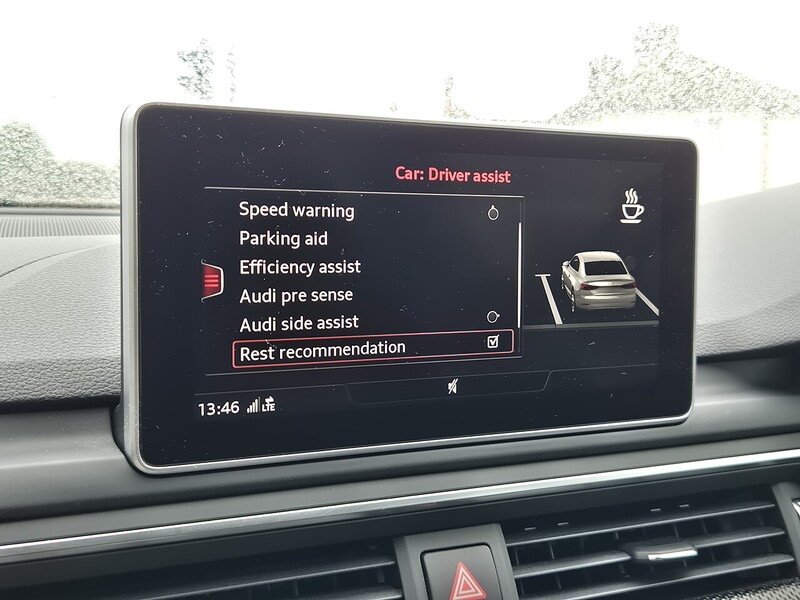 Car: Driver assist
Speed warning
Parking aid
Efficiency assist
Audi pre sense
Audi side assist
Rest recommendation
13:46 LTE